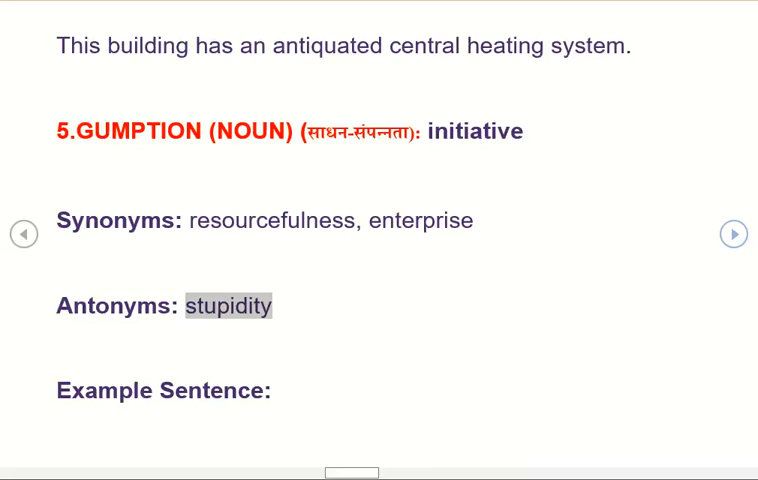 This building has an antiquated central heating system.
5.GUMPTION (NOUN) (साधन-संपन्नता): initiative
Synonyms: resourcefulness, enterprise
Antonyms: stupidity
Example Sentence: